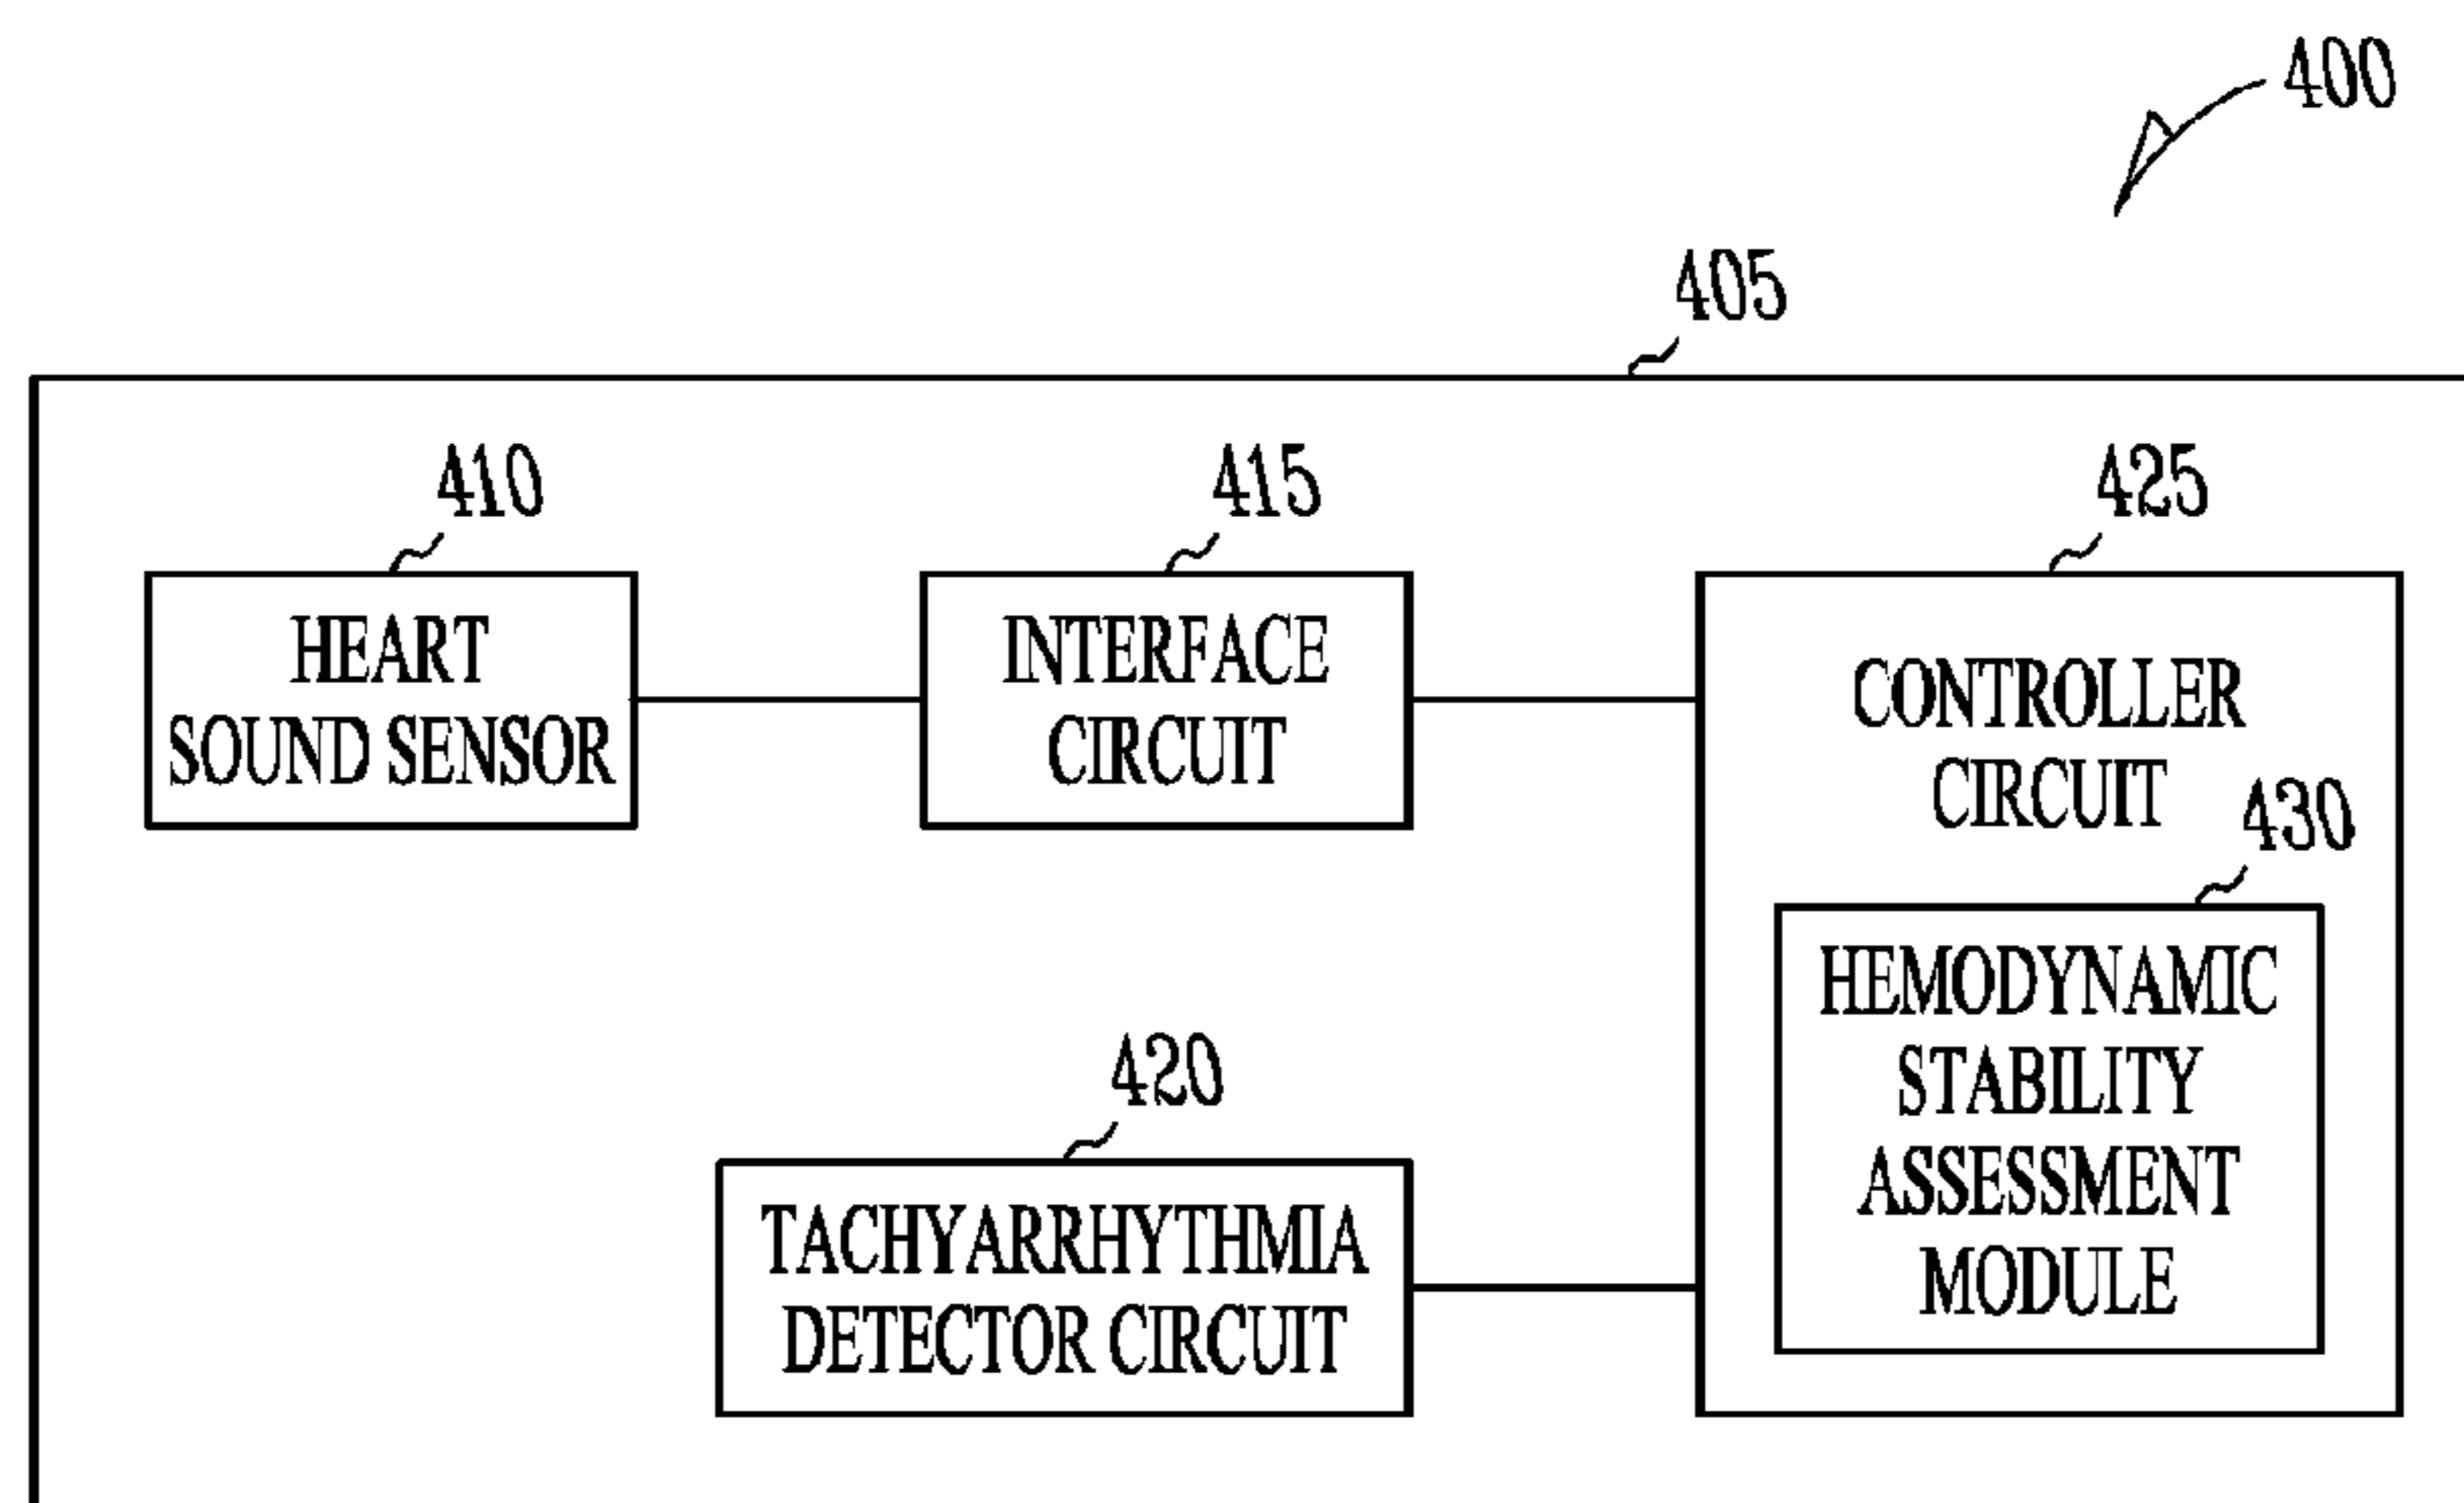 400
405
410
415
425
HEART
SOUND SENSOR
INTERFACE
CIRCUIT
CONTROLLER
CIRCUIT
430
HEMODYNAMIC
STABILITY
ASSESSMENT
MODULE
420
TACHYARRHYTHMIA
DETECTOR CIRCUIT